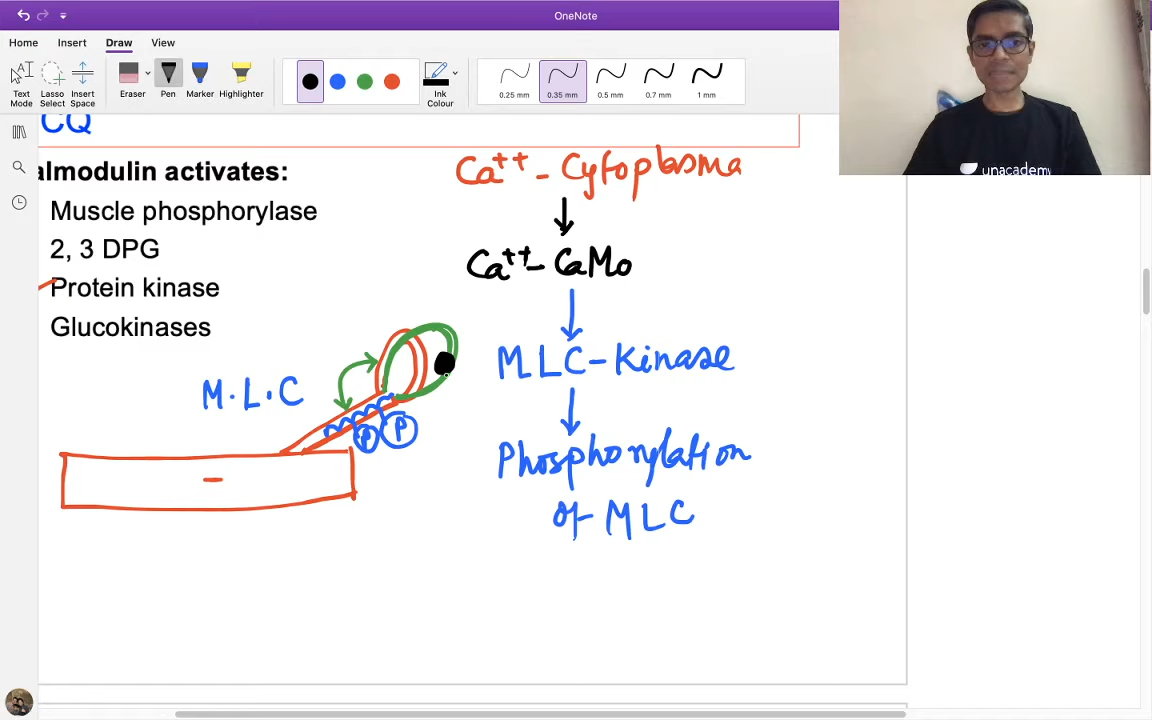 OneNote
Home Insert Draw View
Text Mode
Lasso Select
Insert Space
Eraser
Pen
Marker
Highlighter
Ink Colour
0.25 mm
0.35 mm
0.5 mm
0.7 mm
1 mm
unacademy
CQ
almodulin activates:
Muscle phosphorylase
2, 3 DPG
Protein kinase
Glucokinases
M.L.C
P P
-
Ca++ - Cytoplasma
Ca++ - CaMo
MLC-Kinase
Phosphorylation
of MLC